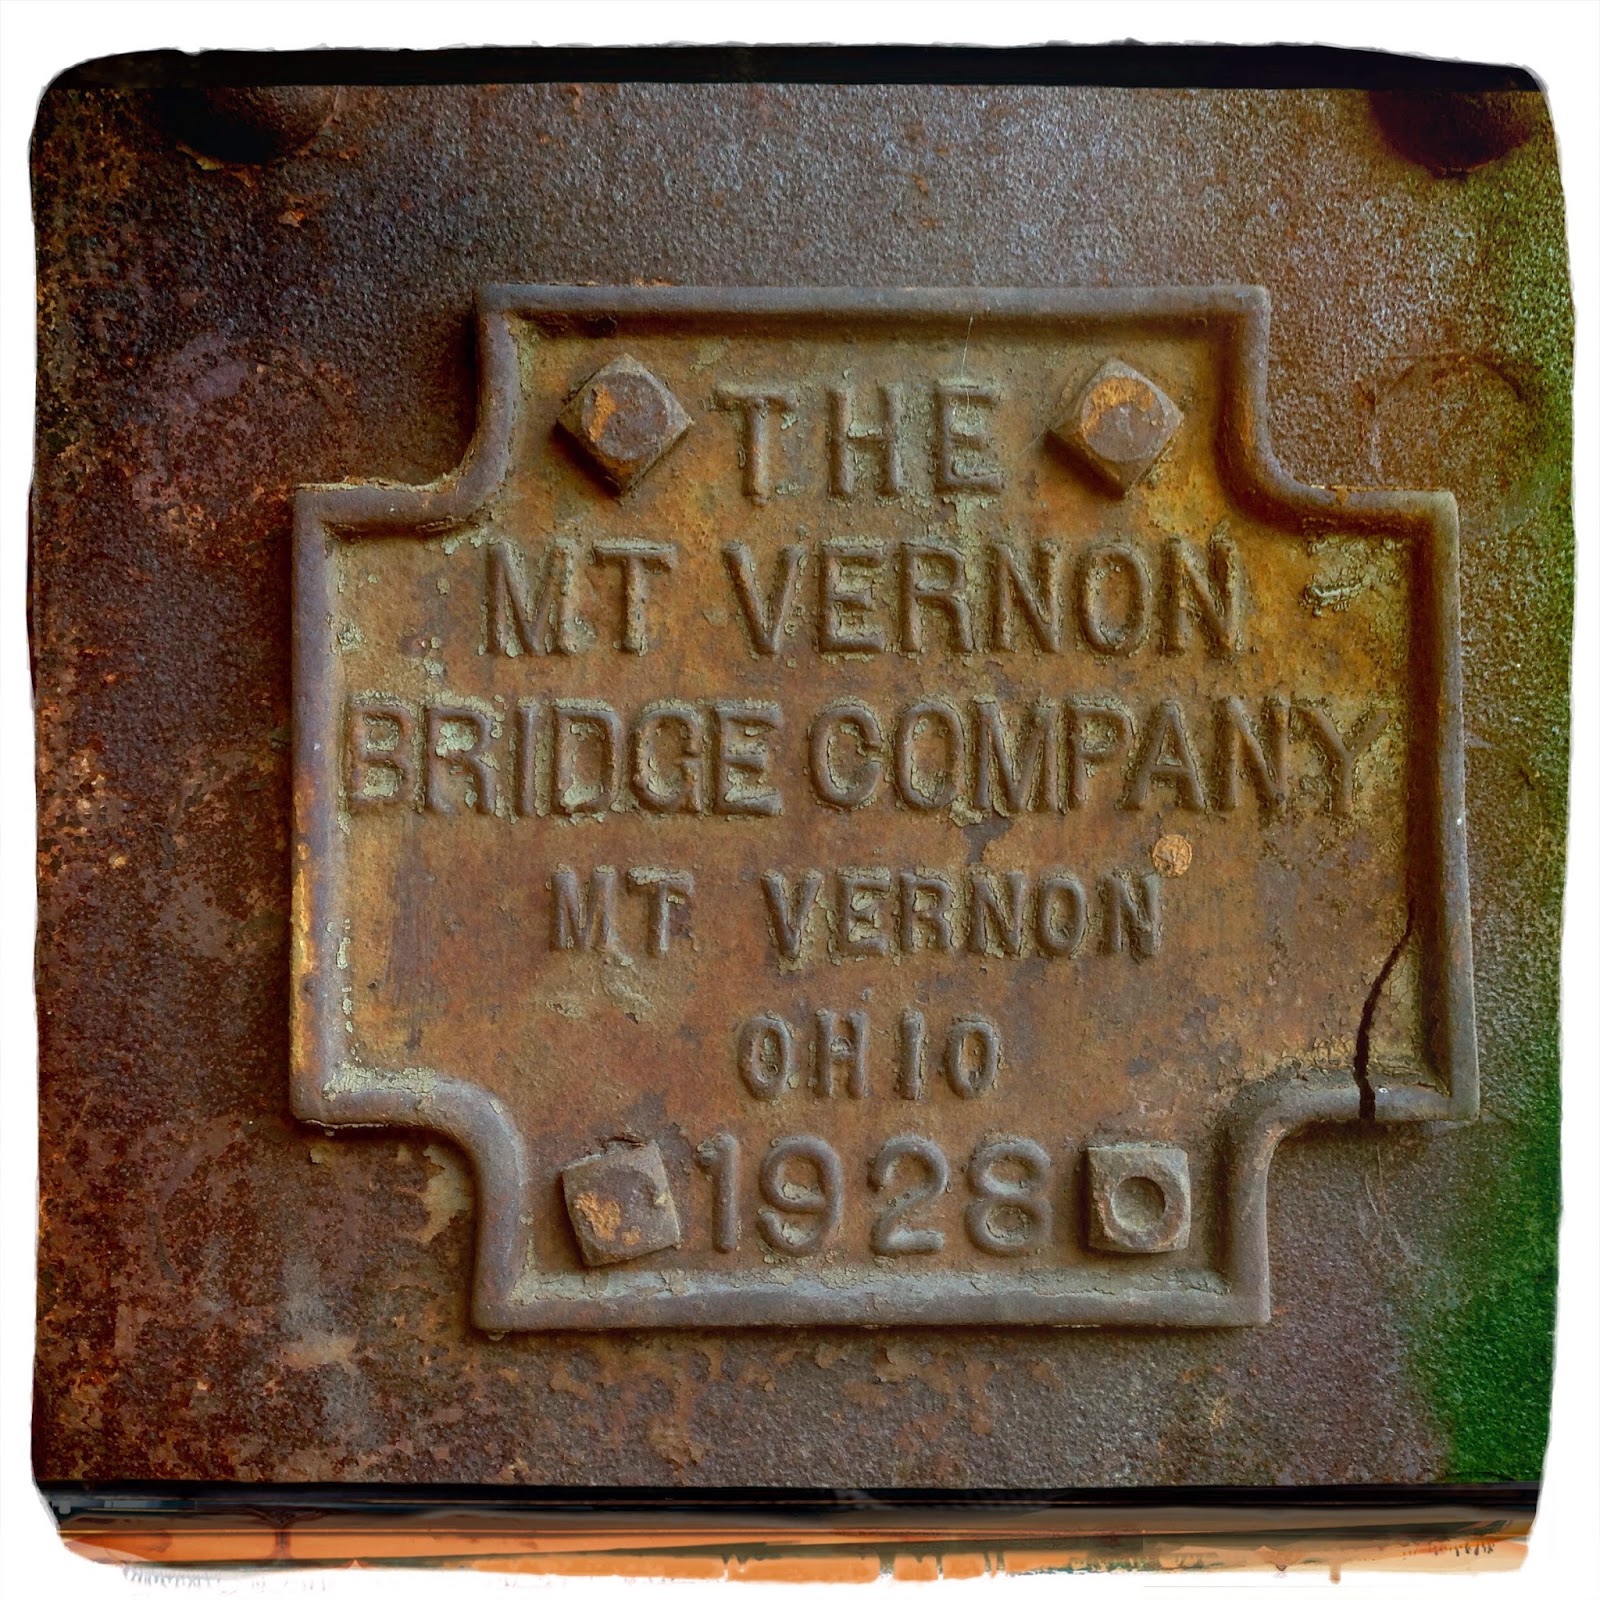 THE
MT VERNON
BRIDGE COMPANY
MT VERNON
OHIO
1928